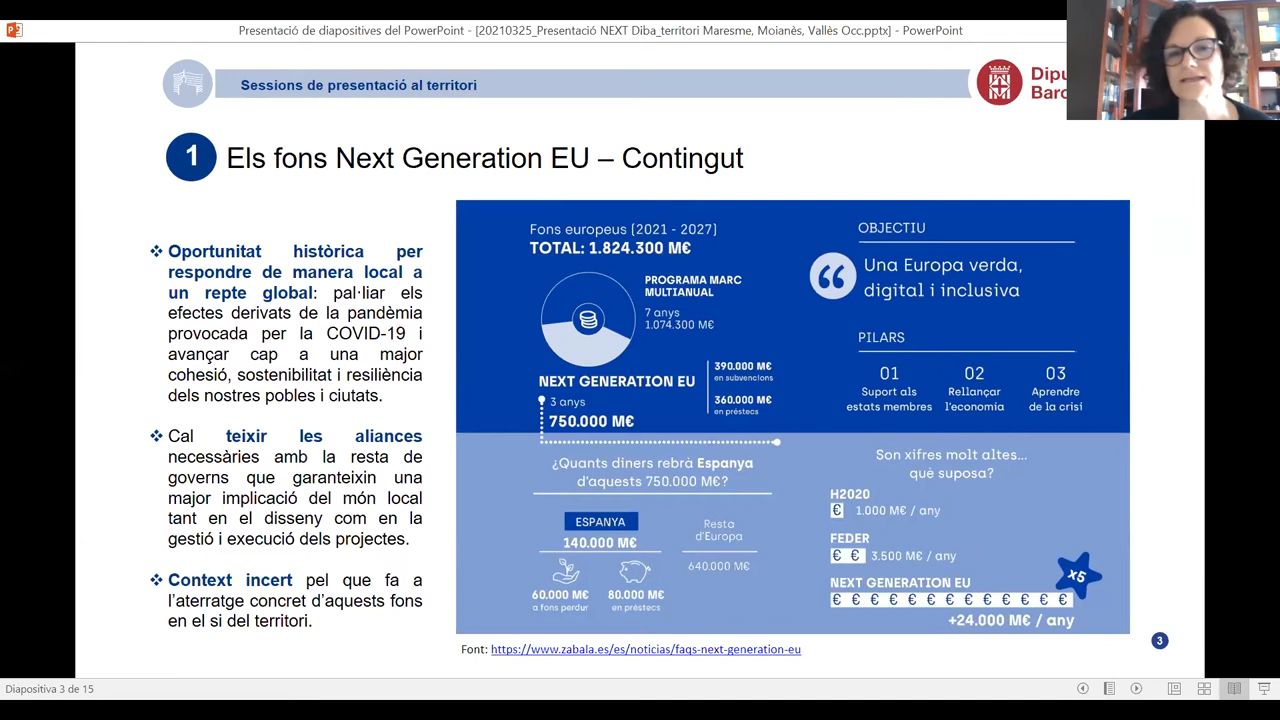 Presentació de diapositives del PowerPoint - [20210325_Presentació NEXT Diba_territori Maresme, Moianès, Vallès Occ.pptx] - PowerPoint
Sessions de presentació al territori
1
Els fons Next Generation EU – Contingut
❖ Oportunitat històrica per
respondre de manera local a
un repte global: pal·liar els
efectes derivats de la pandèmia
provocada per la COVID-19 i
avançar cap a una major
cohesió, sostenibilitat i resiliència
dels nostres pobles i ciutats.
❖ Cal teixir les aliances
necessàries amb la resta de
governs que garanteixin una
major implicació del món local
tant en el disseny com en la
gestió i execució dels projectes.
❖ Context incert pel que fa a
l’aterratge concret d’aquests fons
en el si del territori.
Fons europeus (2021 - 2027)
TOTAL: 1.824.300 M€
PROGRAMA MARC
MULTIANUAL
7 anys
1.074.300 M€
NEXT GENERATION EU
3 anys
750.000 M€
390.000 M€
en subvencions
360.000 M€
en préstecs
OBJECTIU
“ Una Europa verda,
digital i inclusiva
PILARS
01 02 03
Suport als Rellançar Aprendre
estats membres l’economia de la crisi
¿Quants diners rebrà Espanya
d’aquests 750.000 M€?
ESPANYA
140.000 M€
60.000 M€ 80.000 M€
a fons perdur en préstecs
Resta
d’Europa
640.000 M€
Son xifres molt altes...
què suposa?
H2020
€ 1.000 M€ / any
FEDER
€ € 3.500 M€ / any
NEXT GENERATION EU
x5
€ € € € € € € € € € € € €
+24.000 M€ / any
Font: https://www.zabala.es/es/noticias/faqs-next-generation-eu
3
Diapositiva 3 de 15